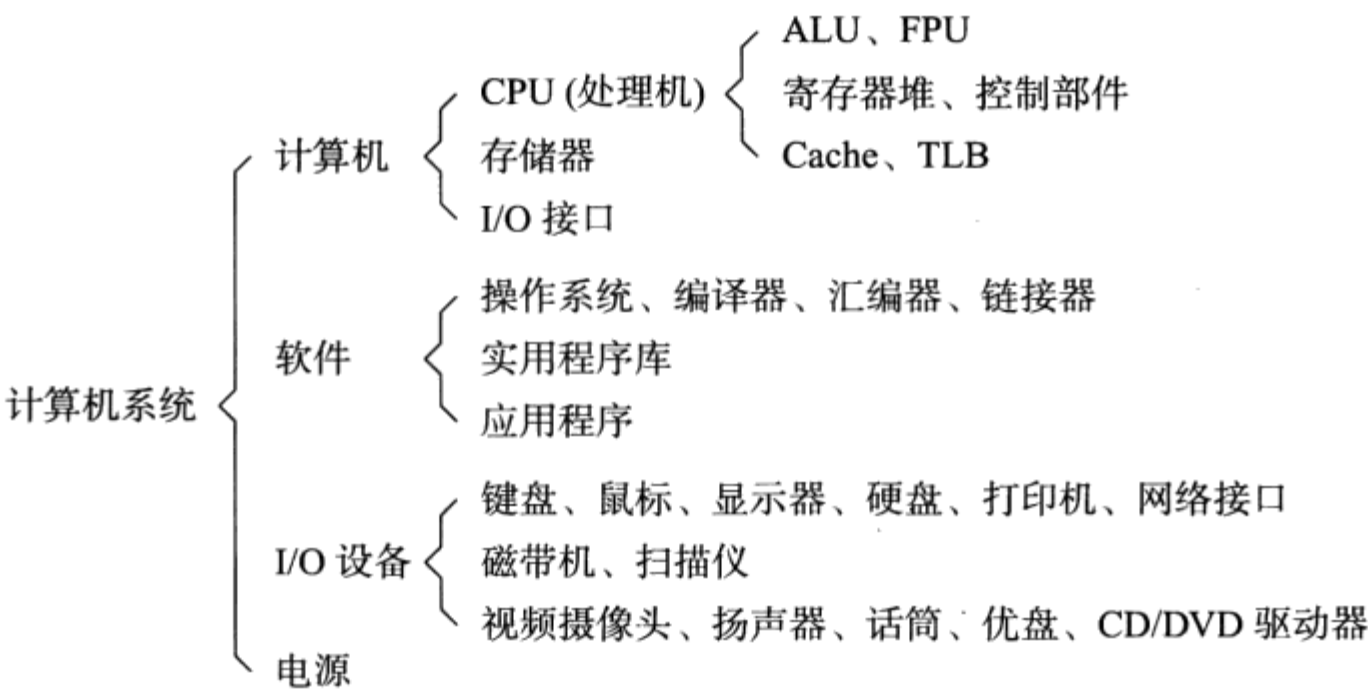 ALU、FPU
CPU (处理机)
寄存器堆、控制部件
计算机
存储器
Cache、TLB
I/O 接口
操作系统、编译器、汇编器、链接器
软件
实用程序库
计算机系统
应用程序
键盘、鼠标、显示器、硬盘、打印机、网络接口
I/O 设备
磁带机、扫描仪
视频摄像头、扬声器、话筒、优盘、CD/DVD 驱动器
电源